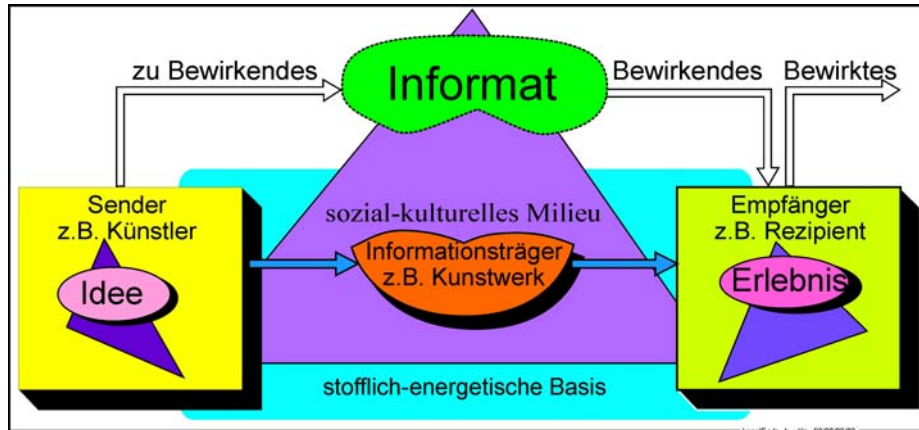 zu Bewirkendes
Informat
Bewirkendes
Bewirktes
Sender
z.B. Künstler
Idee
sozial-kulturelles Milieu
Informationsträger
z.B. Kunstwerk
Empfänger
z.B. Rezipient
Erlebnis
stofflich-energetische Basis